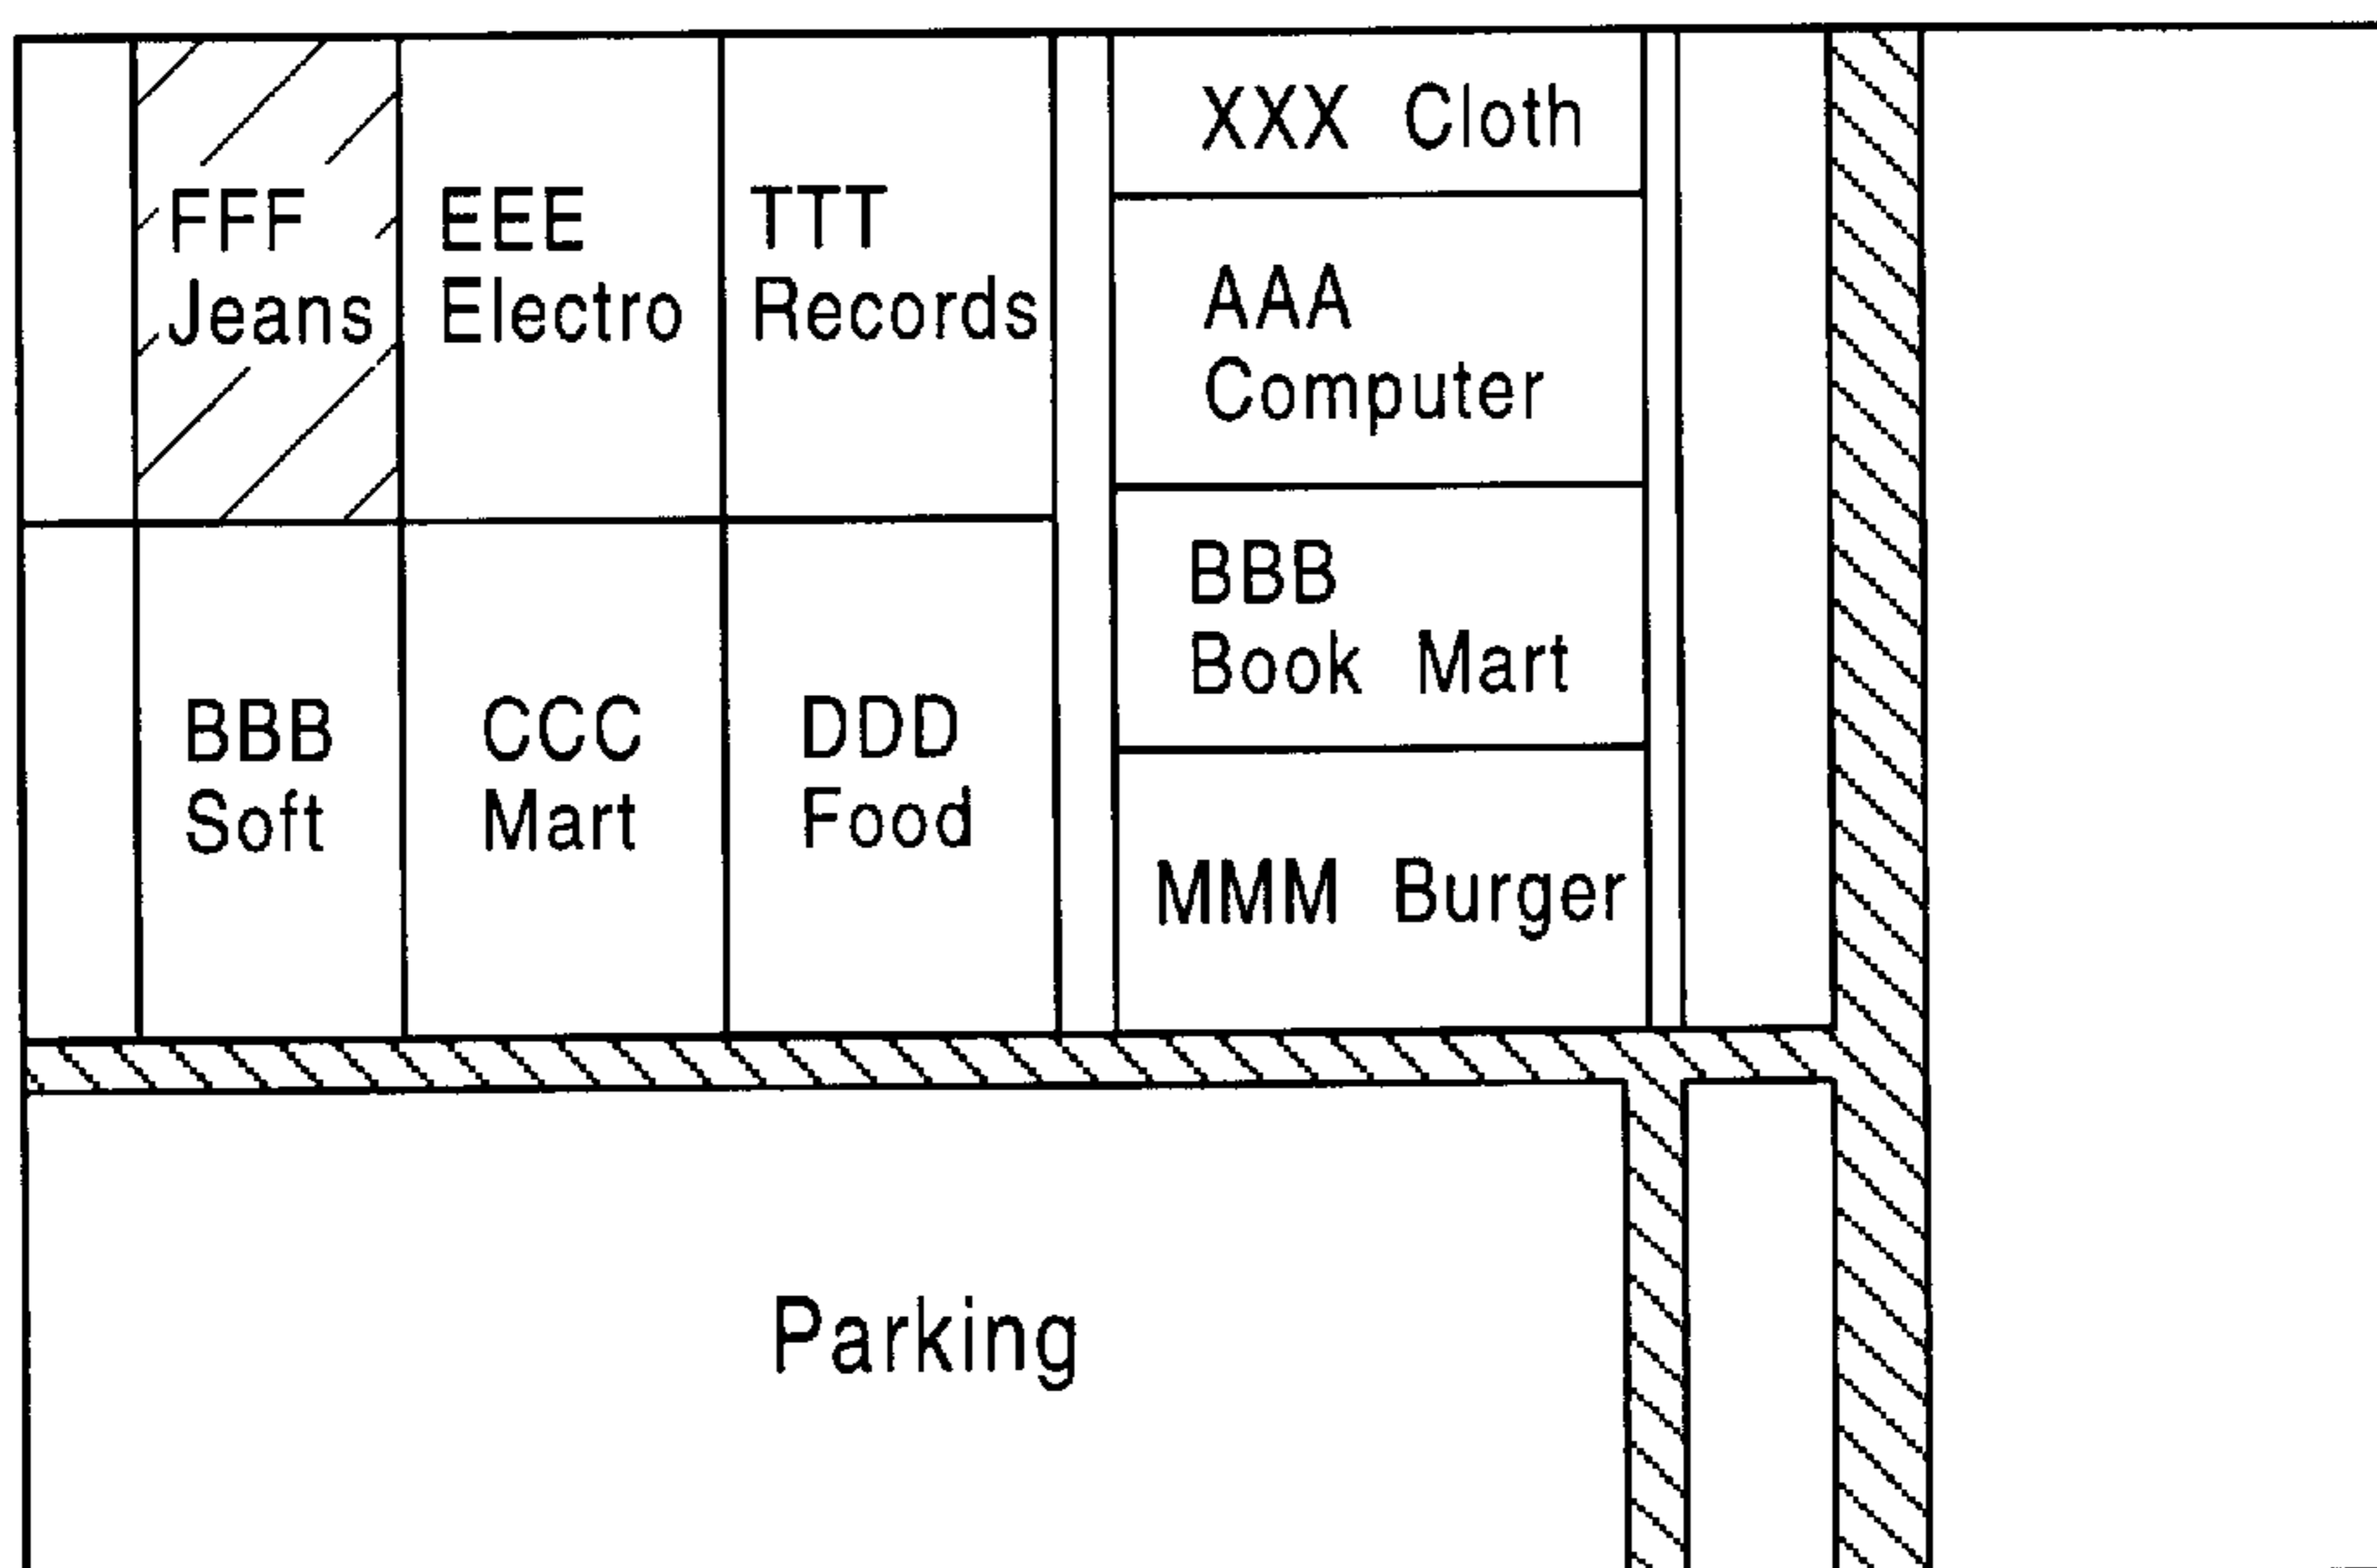 FFF
Jeans
EEE
Electro
TTT
Records
XXX Cloth
AAA
Computer
BBB
Book Mart
BBB
Soft
CCC
Mart
DDD
Food
MMM Burger
Parking